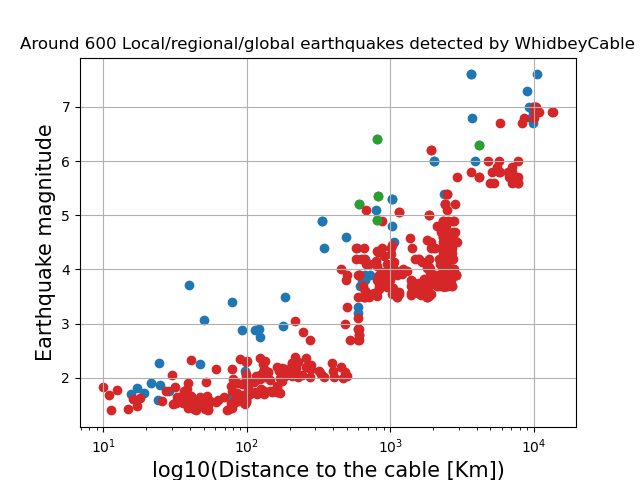 Around 600 Local/regional/global earthquakes detected by WhidbeyCable
Earthquake magnitude
7
6
5
4
3
2
10¹ 10² 10³ 10⁴
log10(Distance to the cable [Km])